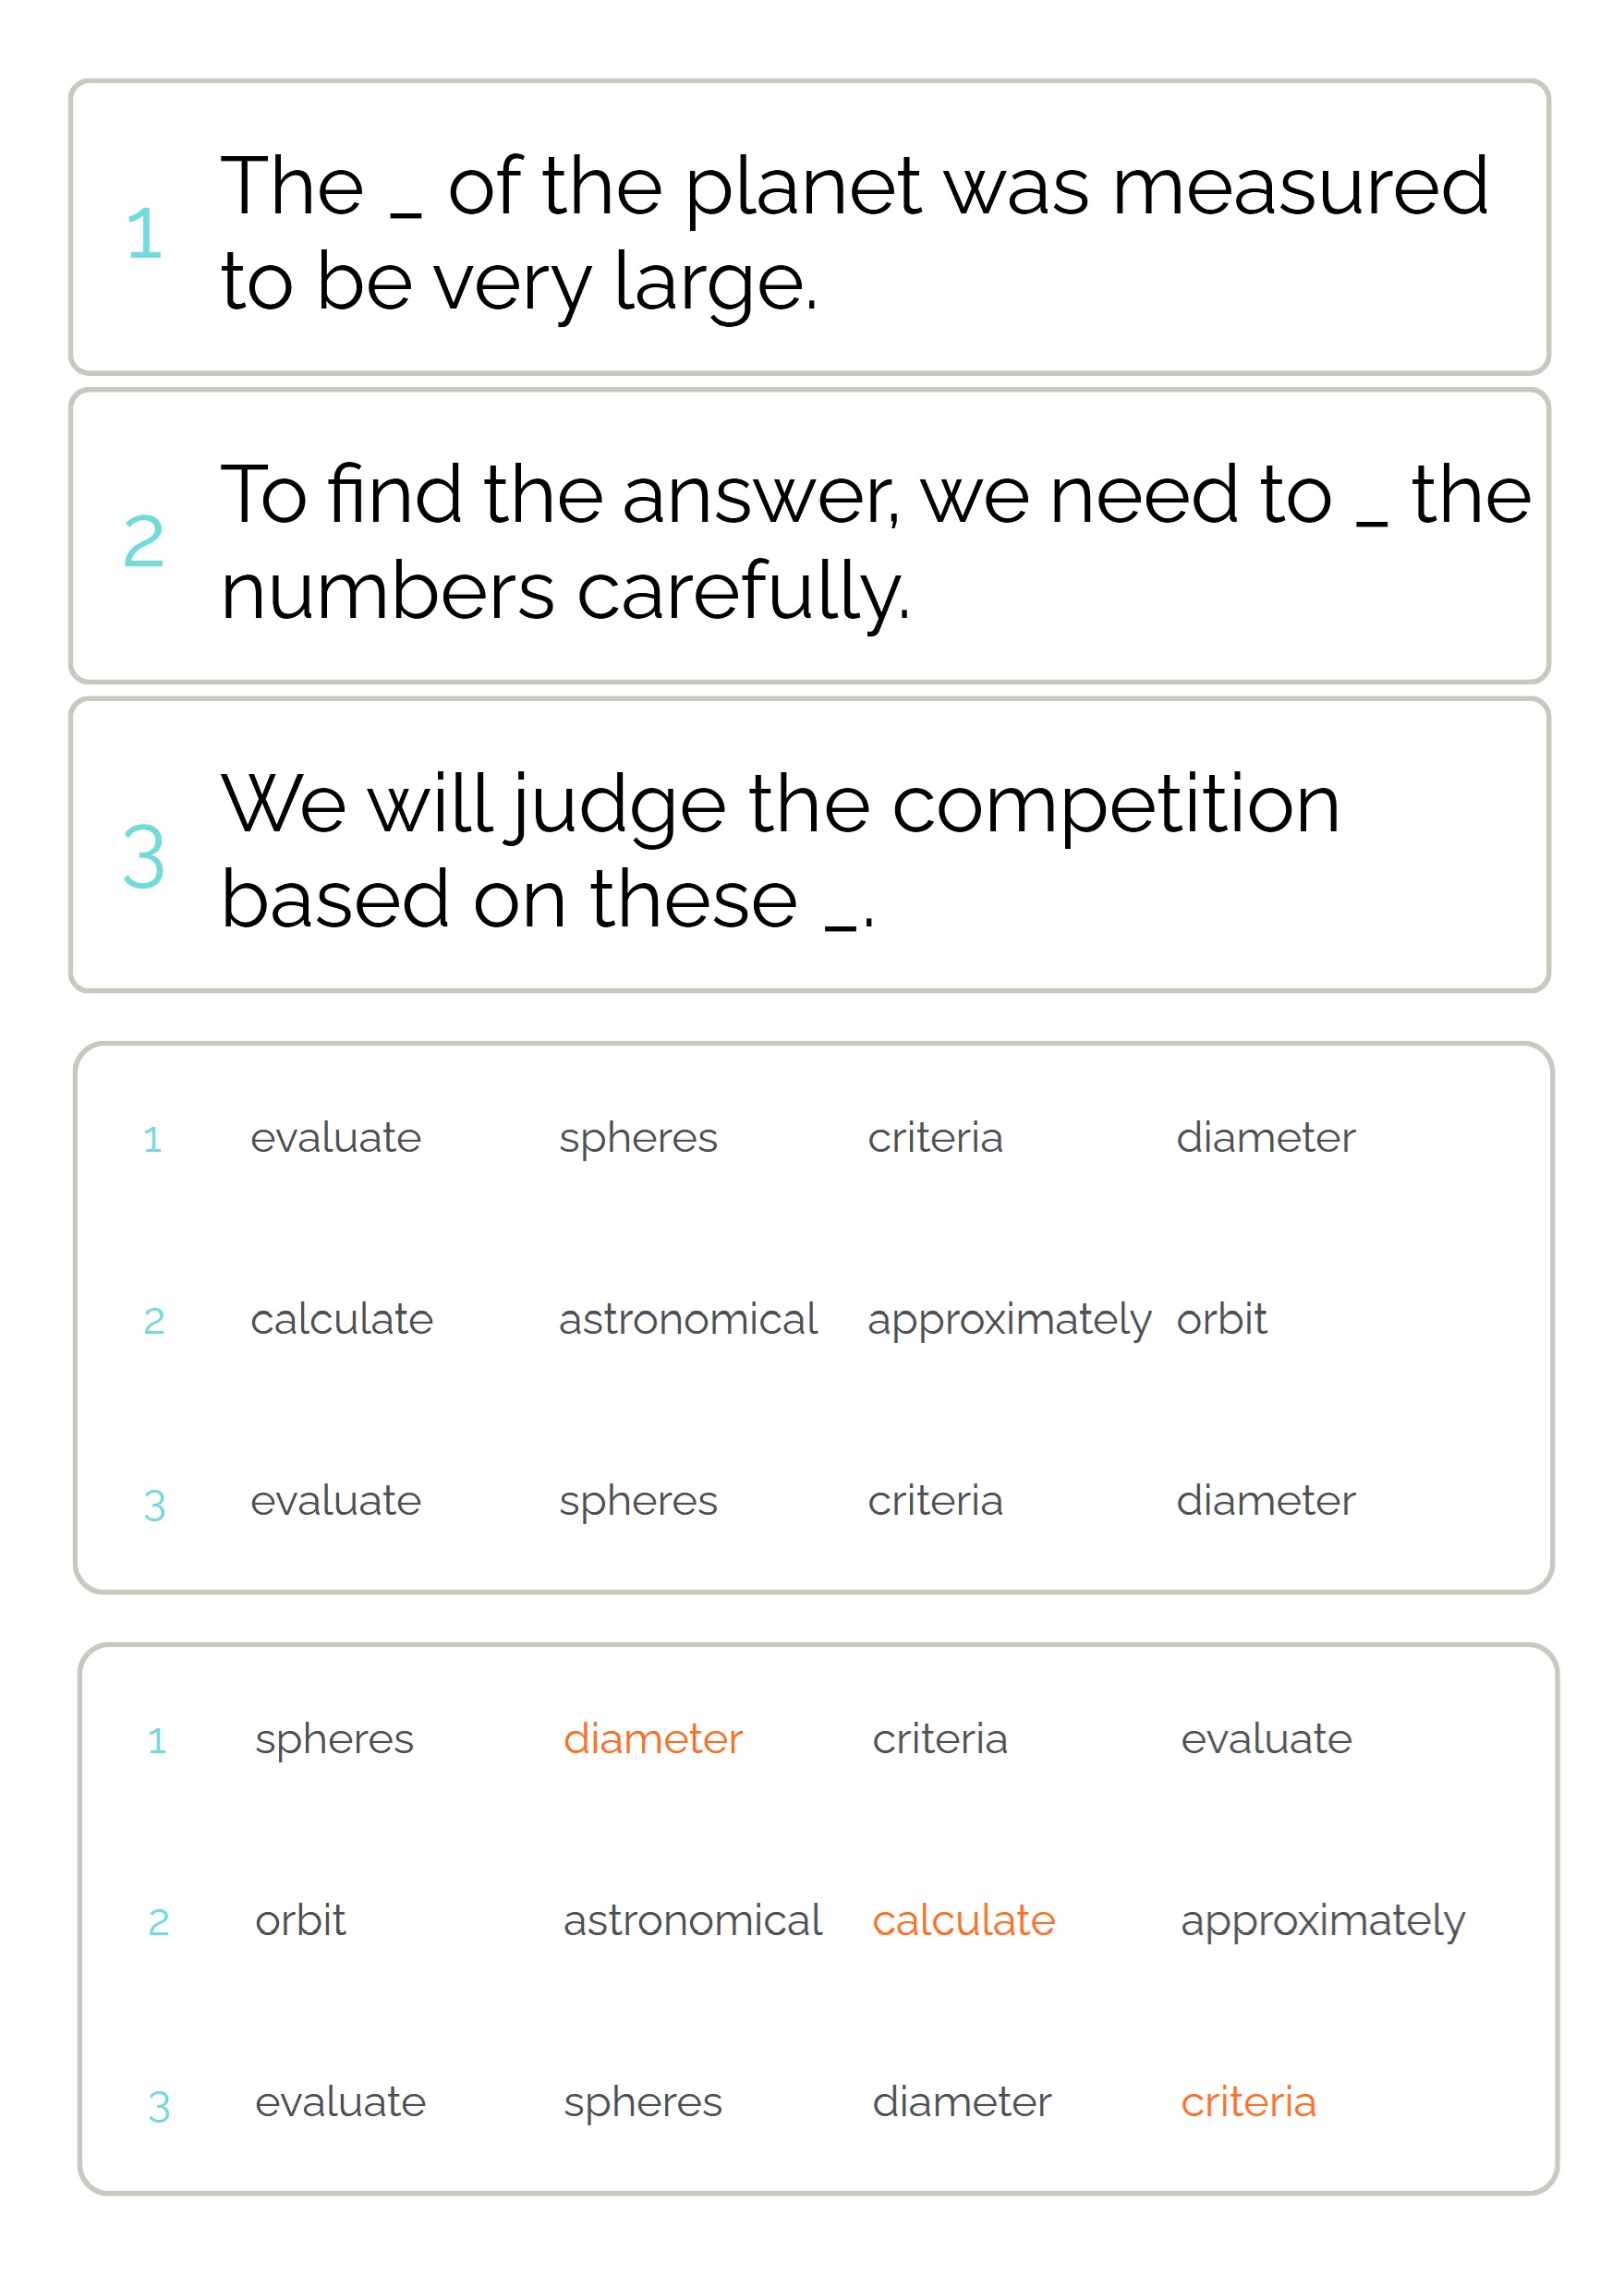 1
The _ of the planet was measured
to be very large.
2
To find the answer, we need to _ the
numbers carefully.
3
We will judge the competition
based on these _.
1 evaluate spheres criteria diameter
2 calculate astronomical approximately orbit
3 evaluate spheres criteria diameter
1 spheres diameter criteria evaluate
2 orbit astronomical calculate approximately
3 evaluate spheres diameter criteria